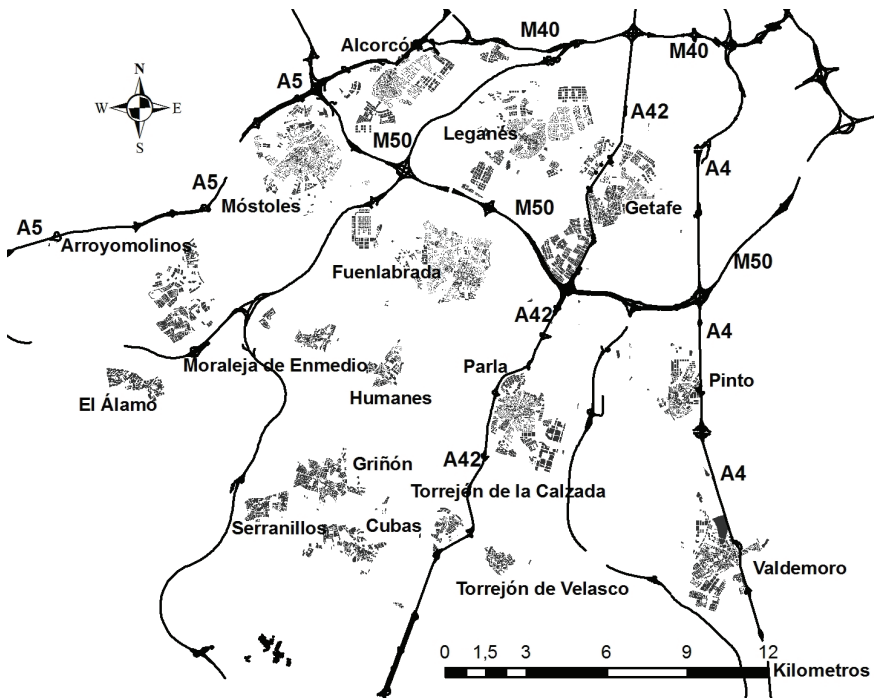 M40
Alcorcón
M40
N
A5
W E
A42
S
Leganés
M50
A4
A5
Móstoles
M50
Getafe
A5
Arroyomolinos
M50
Fuenlabrada
A42
A4
Moraleja de Enmedio
Parla
Pinto
El Álamo
Humanes
Griñón
A42
A4
Torrejón de la Calzada
Serranillos
Cubas
Valdemoro
Torrejón de Velasco
0 1,5 3 6 9 12
Kilometros